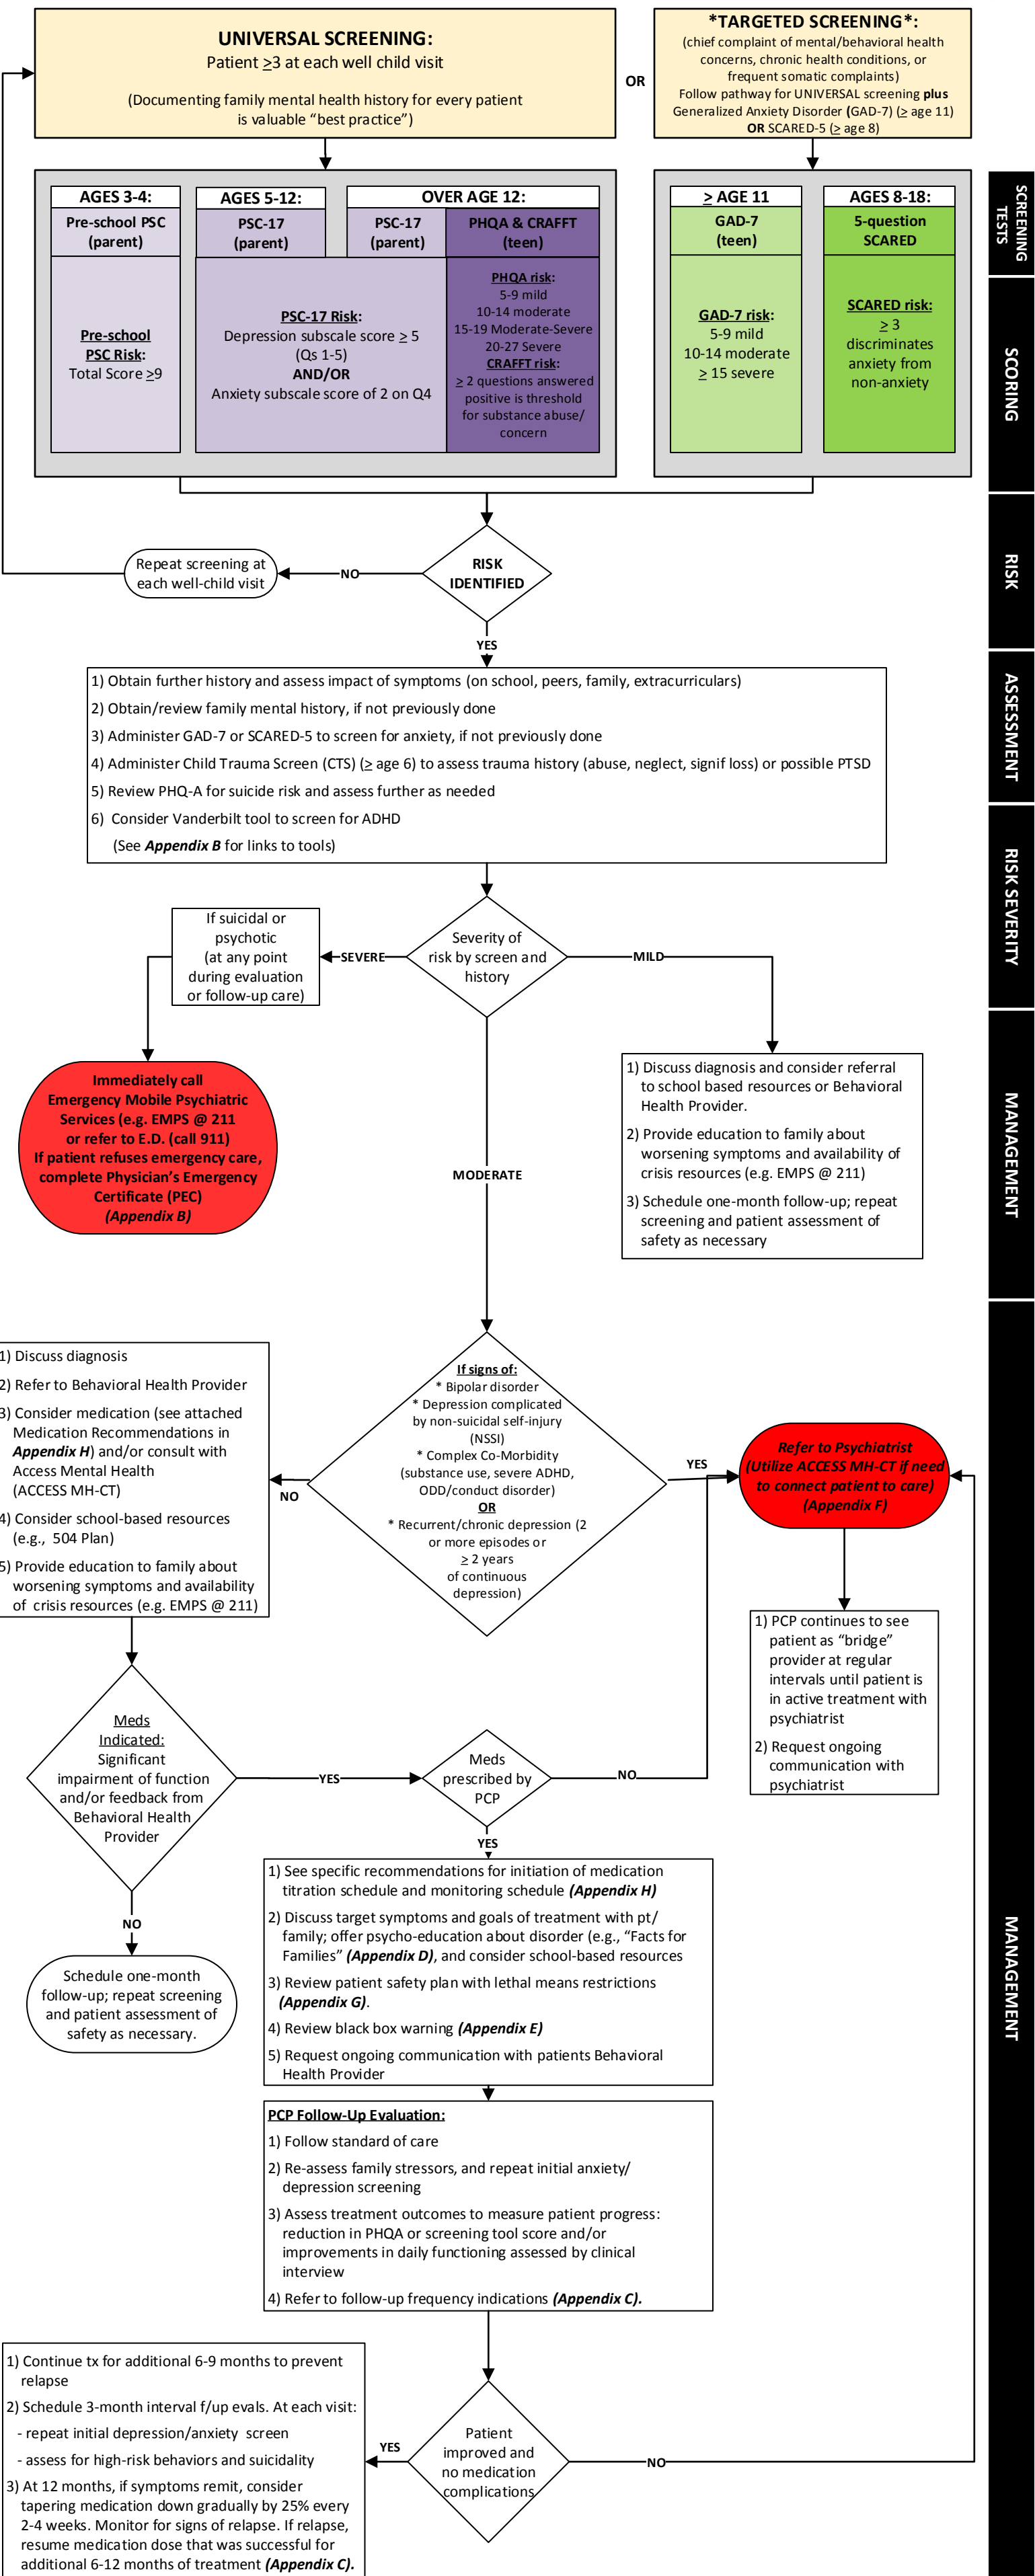 UNIVERSAL SCREENING:
Patient ≥3 at each well child visit
(Documenting family mental health history for every patient
is valuable “best practice”)
OR
*TARGETED SCREENING*:
(chief complaint of mental/behavioral health
concerns, chronic health conditions, or
frequent somatic complaints)
Follow pathway for UNIVERSAL screening plus
Generalized Anxiety Disorder (GAD-7) (≥ age 11)
OR SCARED-5 (≥ age 8)
SCREENING
TESTS
AGES 3-4:
Pre-school PSC
(parent)
Pre-school
PSC Risk:
Total Score ≥9
AGES 5-12:
PSC-17
(parent)
OVER AGE 12:
PSC-17
(parent)
PSC-17 Risk:
Depression subscale score ≥ 5
(Qs 1-5)
AND/OR
Anxiety subscale score of 2 on Q4
PHQA & CRAFFT
(teen)
PHQA risk:
5-9 mild
10-14 moderate
15-19 Moderate-Severe
20-27 Severe
CRAFFT risk:
≥ 2 questions answered
positive is threshold
for substance abuse/
concern
≥ AGE 11
GAD-7
(teen)
GAD-7 risk:
5-9 mild
10-14 moderate
≥ 15 severe
AGES 8-18:
5-question
SCARED
SCARED risk:
≥ 3
discriminates
anxiety from
non-anxiety
SCORING
RISK
IDENTIFIED
NO
Repeat screening at
each well-child visit
RISK
YES
1) Obtain further history and assess impact of symptoms (on school, peers, family, extracurriculars)
2) Obtain/review family mental history, if not previously done
3) Administer GAD-7 or SCARED-5 to screen for anxiety, if not previously done
4) Administer Child Trauma Screen (CTS) (≥ age 6) to assess trauma history (abuse, neglect, signif loss) or possible PTSD
5) Review PHQ-A for suicide risk and assess further as needed
6) Consider Vanderbilt tool to screen for ADHD
(See Appendix B for links to tools)
ASSESSMENT
Severity of
risk by screen and
history
SEVERE
If suicidal or
psychotic
(at any point
during evaluation
or follow-up care)
MILD
RISK SEVERITY
Immediately call
Emergency Mobile Psychiatric
Services (e.g. EMPS @ 211
or refer to E.D. (call 911)
If patient refuses emergency care,
complete Physician’s Emergency
Certificate (PEC)
(Appendix B)
MODERATE
1) Discuss diagnosis and consider referral
to school based resources or Behavioral
Health Provider.
2) Provide education to family about
worsening symptoms and availability of
crisis resources (e.g. EMPS @ 211)
3) Schedule one-month follow-up; repeat
screening and patient assessment of
safety as necessary
MANAGEMENT
1) Discuss diagnosis
2) Refer to Behavioral Health Provider
3) Consider medication (see attached
Medication Recommendations in
Appendix H) and/or consult with
Access Mental Health
(ACCESS MH-CT)
4) Consider school-based resources
(e.g., 504 Plan)
5) Provide education to family about
worsening symptoms and availability
of crisis resources (e.g. EMPS @ 211)
NO
If signs of:
* Bipolar disorder
* Depression complicated
by non-suicidal self-injury
(NSSI)
* Complex Co-Morbidity
(substance use, severe ADHD,
ODD/conduct disorder)
OR
* Recurrent/chronic depression (2
or more episodes or
≥ 2 years
of continuous
depression)
YES
Refer to Psychiatrist
(Utilize ACCESS MH-CT if need
to connect patient to care)
(Appendix F)
1) PCP continues to see
patient as “bridge”
provider at regular
intervals until patient is
in active treatment with
psychiatrist
2) Request ongoing
communication with
psychiatrist
Meds
Indicated:
Significant
impairment of function
and/or feedback from
Behavioral Health
Provider
YES
Meds
prescribed by
PCP
NO
YES
NO
Schedule one-month
follow-up; repeat screening
and patient assessment of
safety as necessary.
1) See specific recommendations for initiation of medication
titration schedule and monitoring schedule (Appendix H)
2) Discuss target symptoms and goals of treatment with pt/
family; offer psycho-education about disorder (e.g., “Facts for
Families” (Appendix D), and consider school-based resources
3) Review patient safety plan with lethal means restrictions
(Appendix G).
4) Review black box warning (Appendix E)
5) Request ongoing communication with patients Behavioral
Health Provider
MANAGEMENT
PCP Follow-Up Evaluation:
1) Follow standard of care
2) Re-assess family stressors, and repeat initial anxiety/
depression screening
3) Assess treatment outcomes to measure patient progress:
reduction in PHQA or screening tool score and/or
improvements in daily functioning assessed by clinical
interview
4) Refer to follow-up frequency indications (Appendix C).
1) Continue tx for additional 6-9 months to prevent
relapse
2) Schedule 3-month interval f/up evals. At each visit:
- repeat initial depression/anxiety screen
- assess for high-risk behaviors and suicidality
3) At 12 months, if symptoms remit, consider
tapering medication down gradually by 25% every
2-4 weeks. Monitor for signs of relapse. If relapse,
resume medication dose that was successful for
additional 6-12 months of treatment (Appendix C).
YES
Patient
improved and
no medication
complications
NO